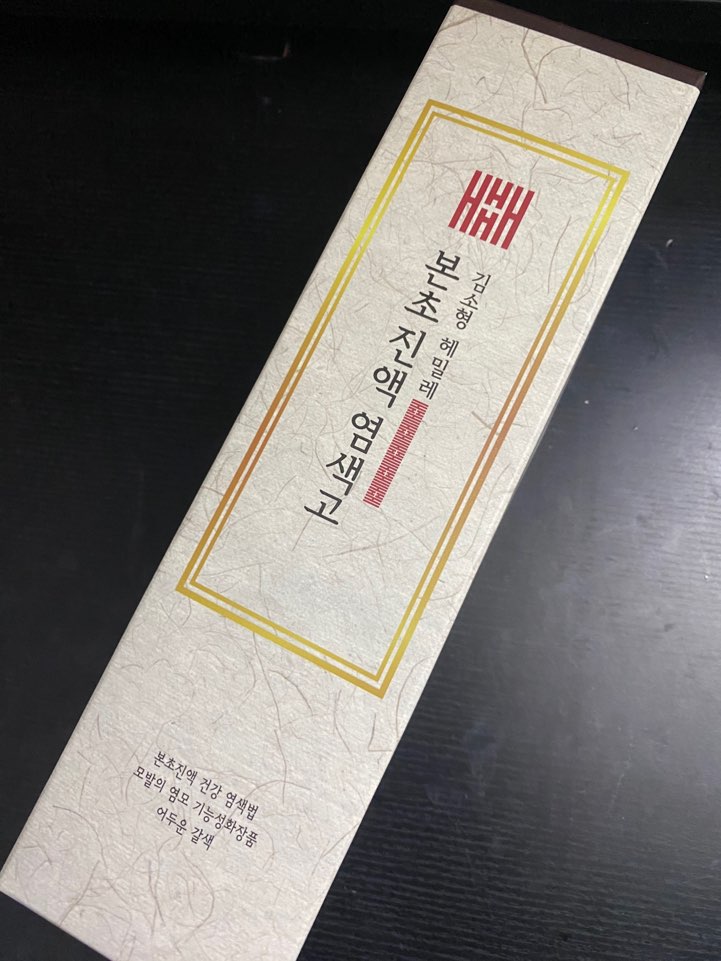 김소형 헤밀레
본초 진액 염색고
본초진액 건강 염색법
모발의 염모 기능성화장품
어두운 갈색